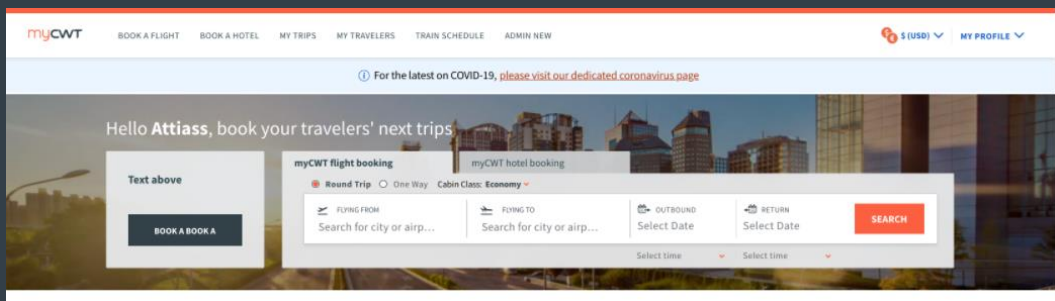 myCWT
BOOK A FLIGHT BOOK A HOTEL MY TRIPS MY TRAVELERS TRAIN SCHEDULE ADMIN NEW
$ (USD) MY PROFILE
For the latest on COVID-19, please visit our dedicated coronavirus page
Hello Attiass, book your travelers' next trips
Text above
BOOK A BOOK A
myCWT flight booking myCWT hotel booking
Round Trip One Way Cabin Class: Economy
FLYING FROM FLYING TO OUTBOUND RETURN
Search for city or airp... Search for city or airp... Select Date Select Date
SEARCH
Select time Select time